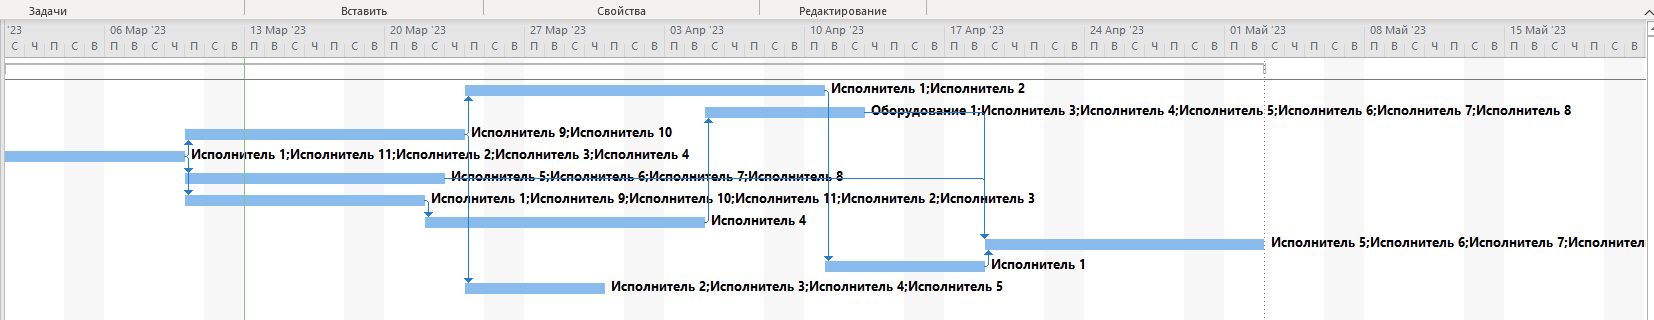 Задачи Вставить Свойства Редактирование
'23 06 Мар '23 13 Мар '23 20 Мар '23 27 Мар '23 03 Апр '23 10 Апр '23 17 Апр '23 24 Апр '23 01 Май '23 08 Май '23 15 Май '23
С Ч П С В П В С Ч П С В П В С Ч П С В П В С Ч П С В П В С Ч П С В П В С Ч П С В П В С Ч П С В П В С Ч П С В П В С Ч П С В П В С Ч П С В П В С Ч П С В П В С Ч П С В
Исполнитель 1;Исполнитель 2
Оборудование 1;Исполнитель 3;Исполнитель 4;Исполнитель 5;Исполнитель 6;Исполнитель 7;Исполнитель 8
Исполнитель 9;Исполнитель 10
Исполнитель 1;Исполнитель 11;Исполнитель 2;Исполнитель 3;Исполнитель 4
Исполнитель 5;Исполнитель 6;Исполнитель 7;Исполнитель 8
Исполнитель 1;Исполнитель 9;Исполнитель 10;Исполнитель 11;Исполнитель 2;Исполнитель 3
Исполнитель 4
Исполнитель 5;Исполнитель 6;Исполнитель 7;Исполнител
Исполнитель 1
Исполнитель 2;Исполнитель 3;Исполнитель 4;Исполнитель 5